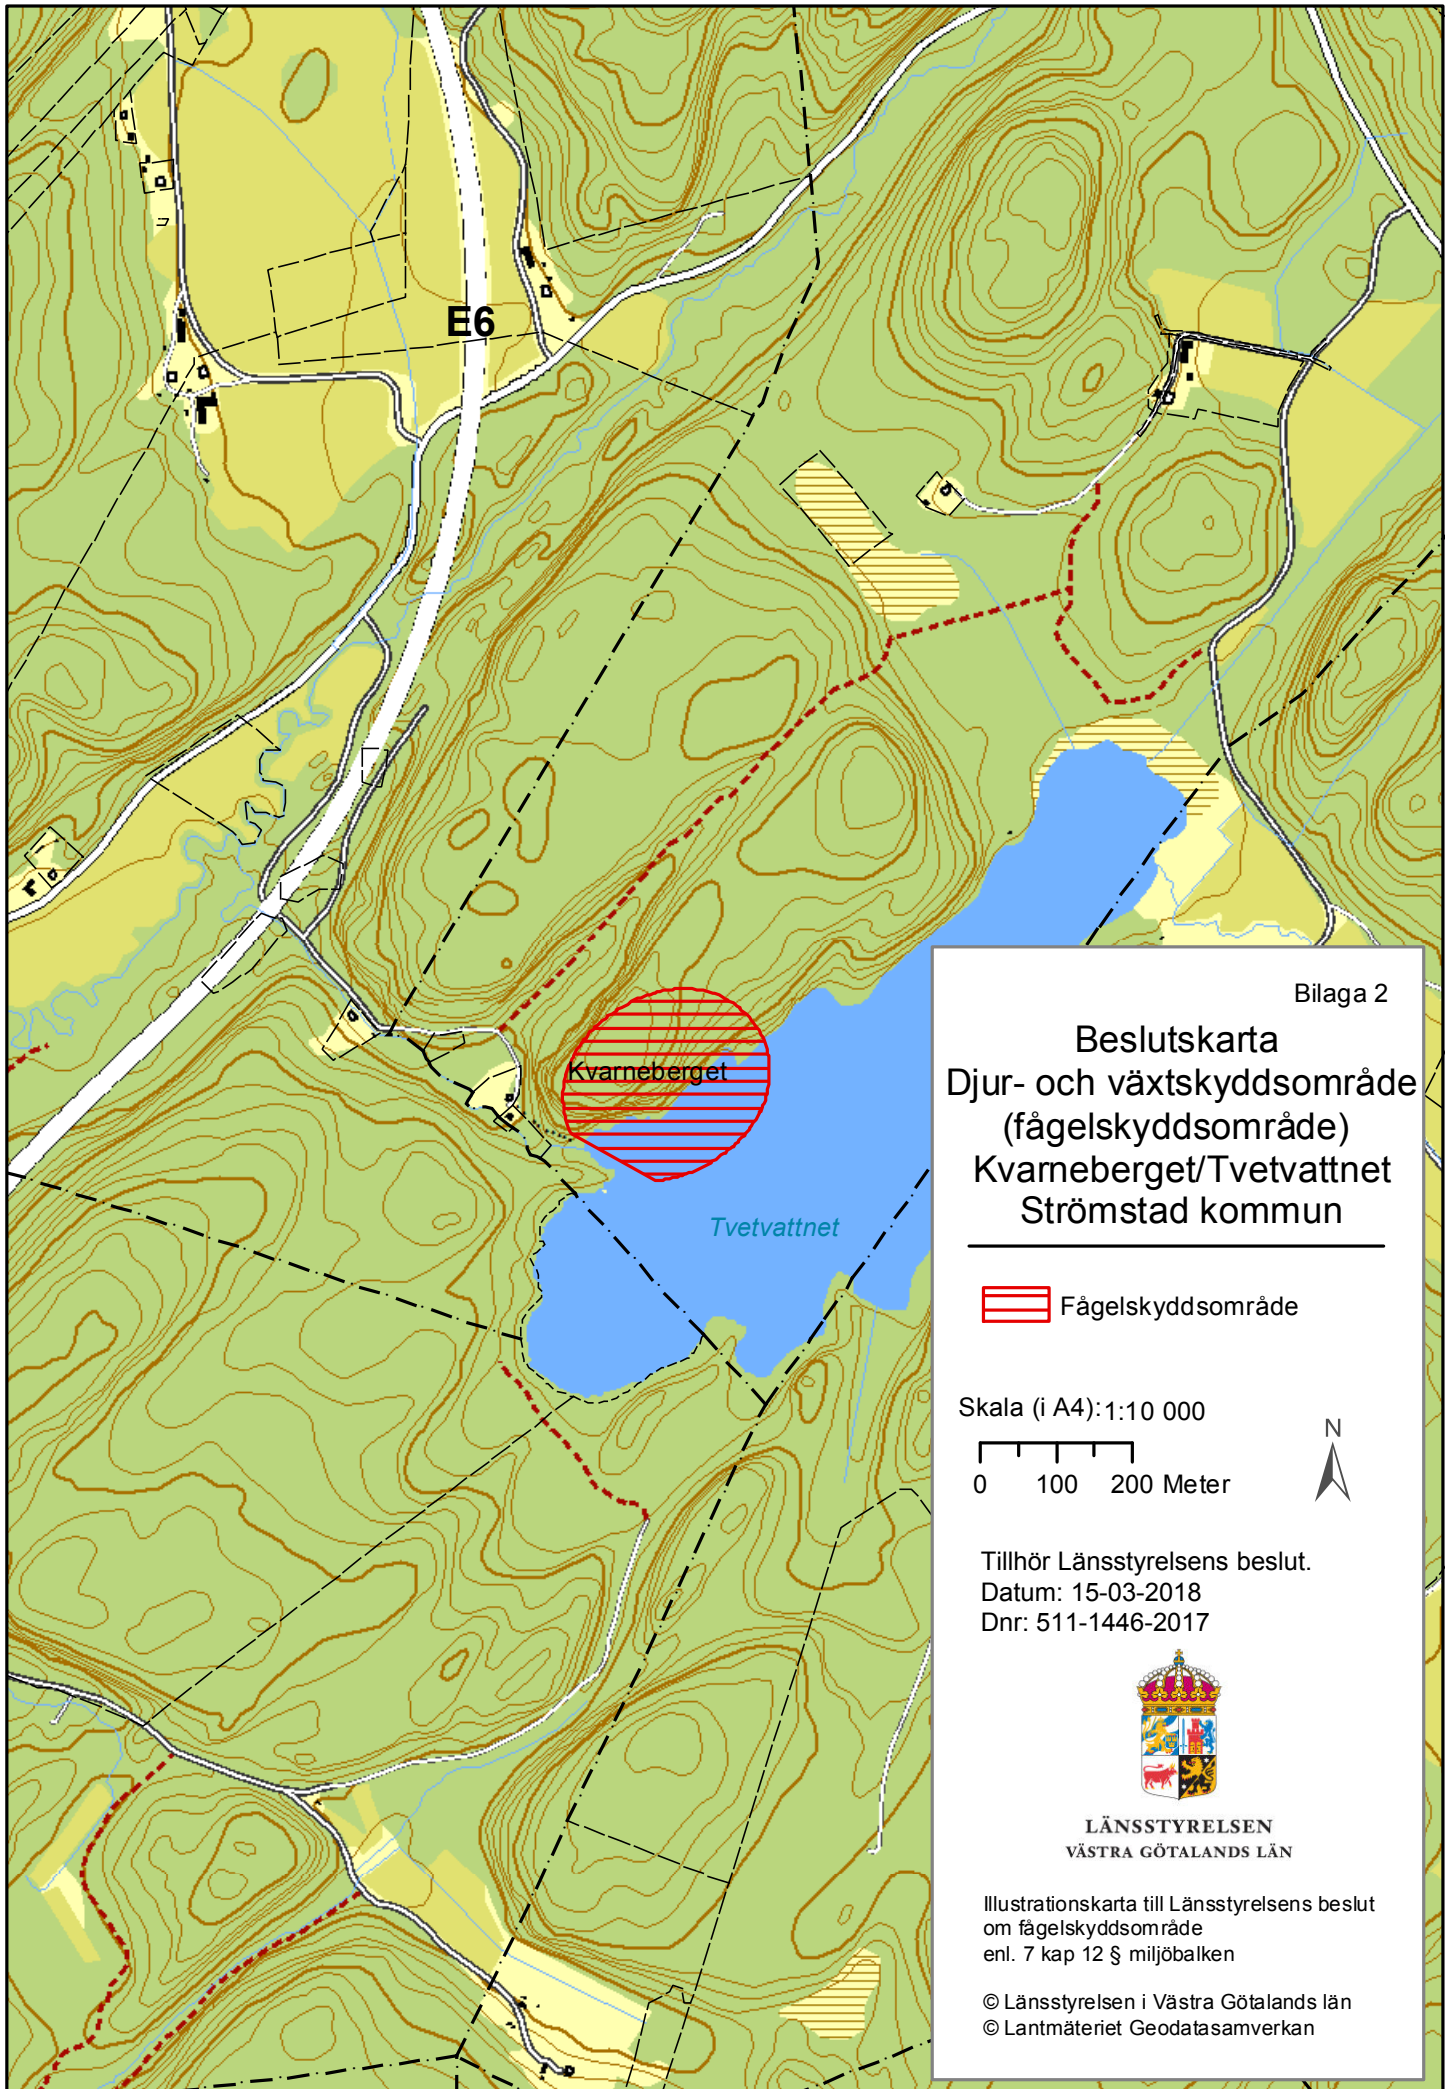 E6
Kvarneberget
Tvetvattnet
Bilaga 2
Beslutskarta
Djur- och växtskyddsområde
(fågelskyddsområde)
Kvarneberget/Tvetvattnet
Strömstad kommun
Fågelskyddsområde
Skala (i A4): 1:10 000
N
0 100 200 Meter
Tillhör Länsstyrelsens beslut.
Datum: 15-03-2018
Dnr: 511-1446-2017
LÄNSSTYRELSEN
VÄSTRA GÖTALANDS LÄN
Illustrationskarta till Länsstyrelsens beslut
om fågelskyddsområde
enl. 7 kap 12 § miljöbalken
© Länsstyrelsen i Västra Götalands län
© Lantmäteriet Geodatasamverkan